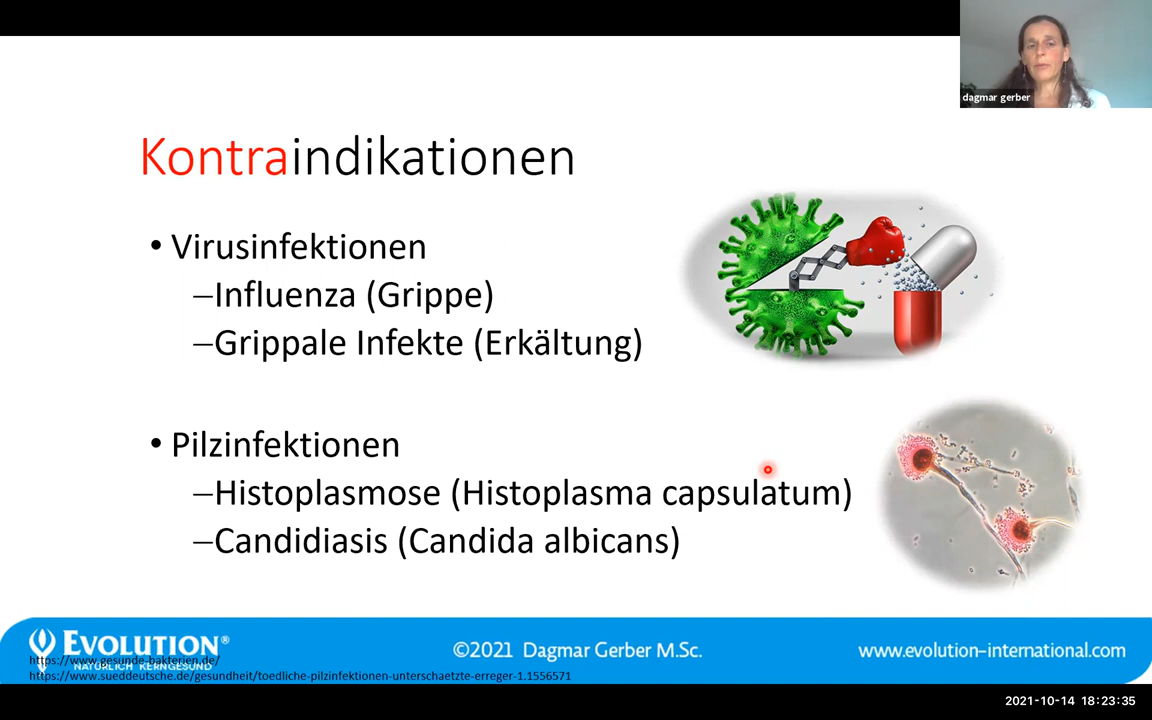 dagmar gerber
Kontraindikationen
• Virusinfektionen
–Influenza (Grippe)
–Grippale Infekte (Erkältung)
• Pilzinfektionen
–Histoplasmose (Histoplasma capsulatum)
–Candidiasis (Candida albicans)
EVOLUTION®
NATÜRLICH KERNGESUND
https://www.gesunde-bakterien.de/
https://www.sueddeutsche.de/gesundheit/toedliche-pilzinfektionen-unterschaetzte-erreger-1.1556571
©2021 Dagmar Gerber M.Sc.
www.evolution-international.com
2021-10-14 18:23:35